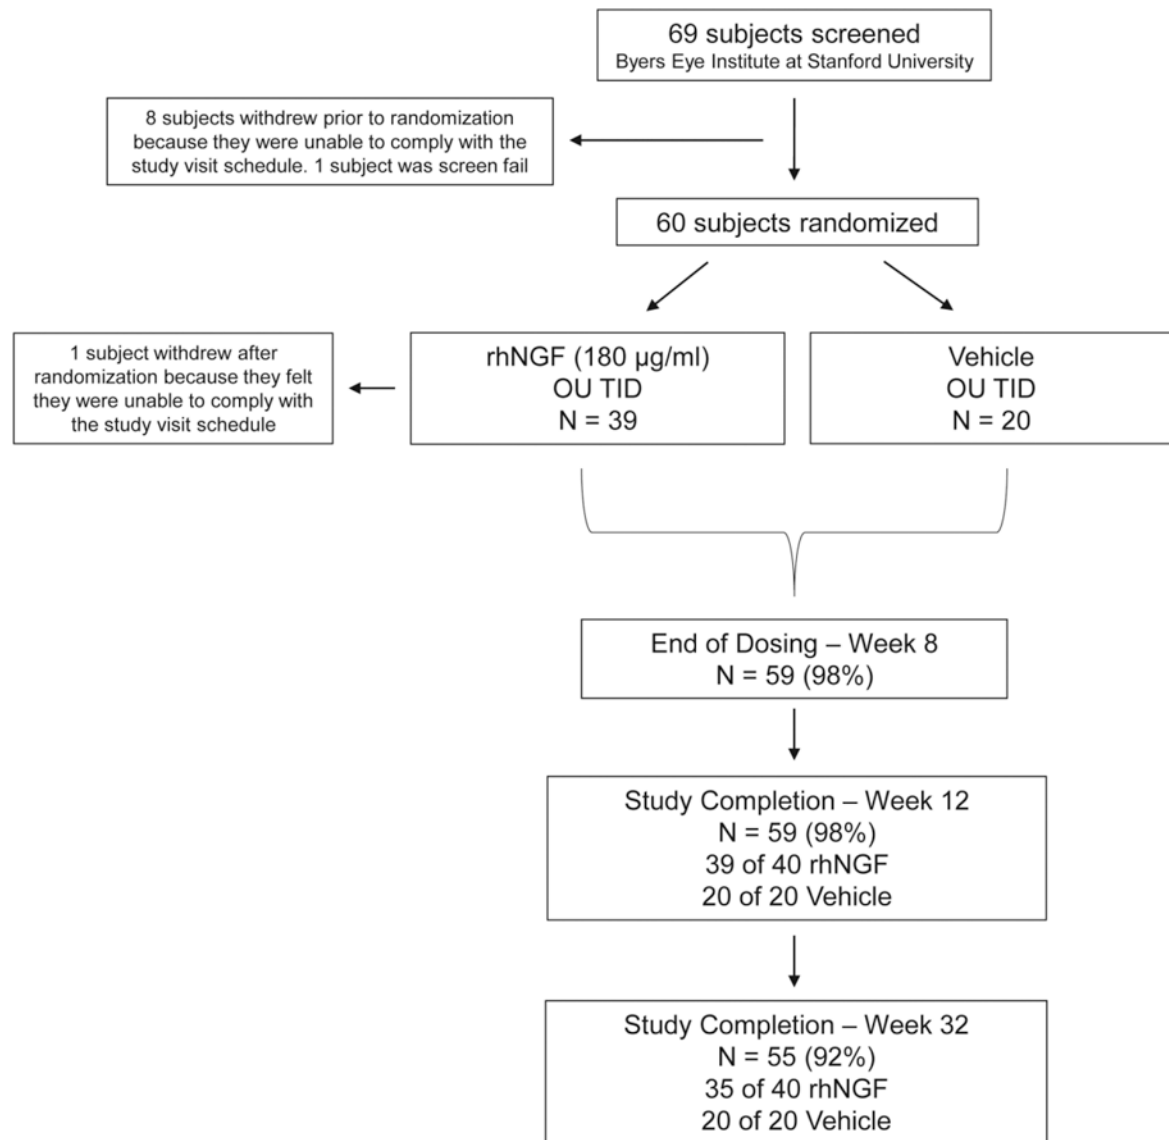 69 subjects screened
Byers Eye Institute at Stanford University
8 subjects withdrew prior to randomization
because they were unable to comply with the
study visit schedule. 1 subject was screen fail
60 subjects randomized
1 subject withdrew after
randomization because they felt
they were unable to comply with
the study visit schedule
rhNGF (180 µg/ml)
OU TID
N = 39
Vehicle
OU TID
N = 20
End of Dosing – Week 8
N = 59 (98%)
Study Completion – Week 12
N = 59 (98%)
39 of 40 rhNGF
20 of 20 Vehicle
Study Completion – Week 32
N = 55 (92%)
35 of 40 rhNGF
20 of 20 Vehicle